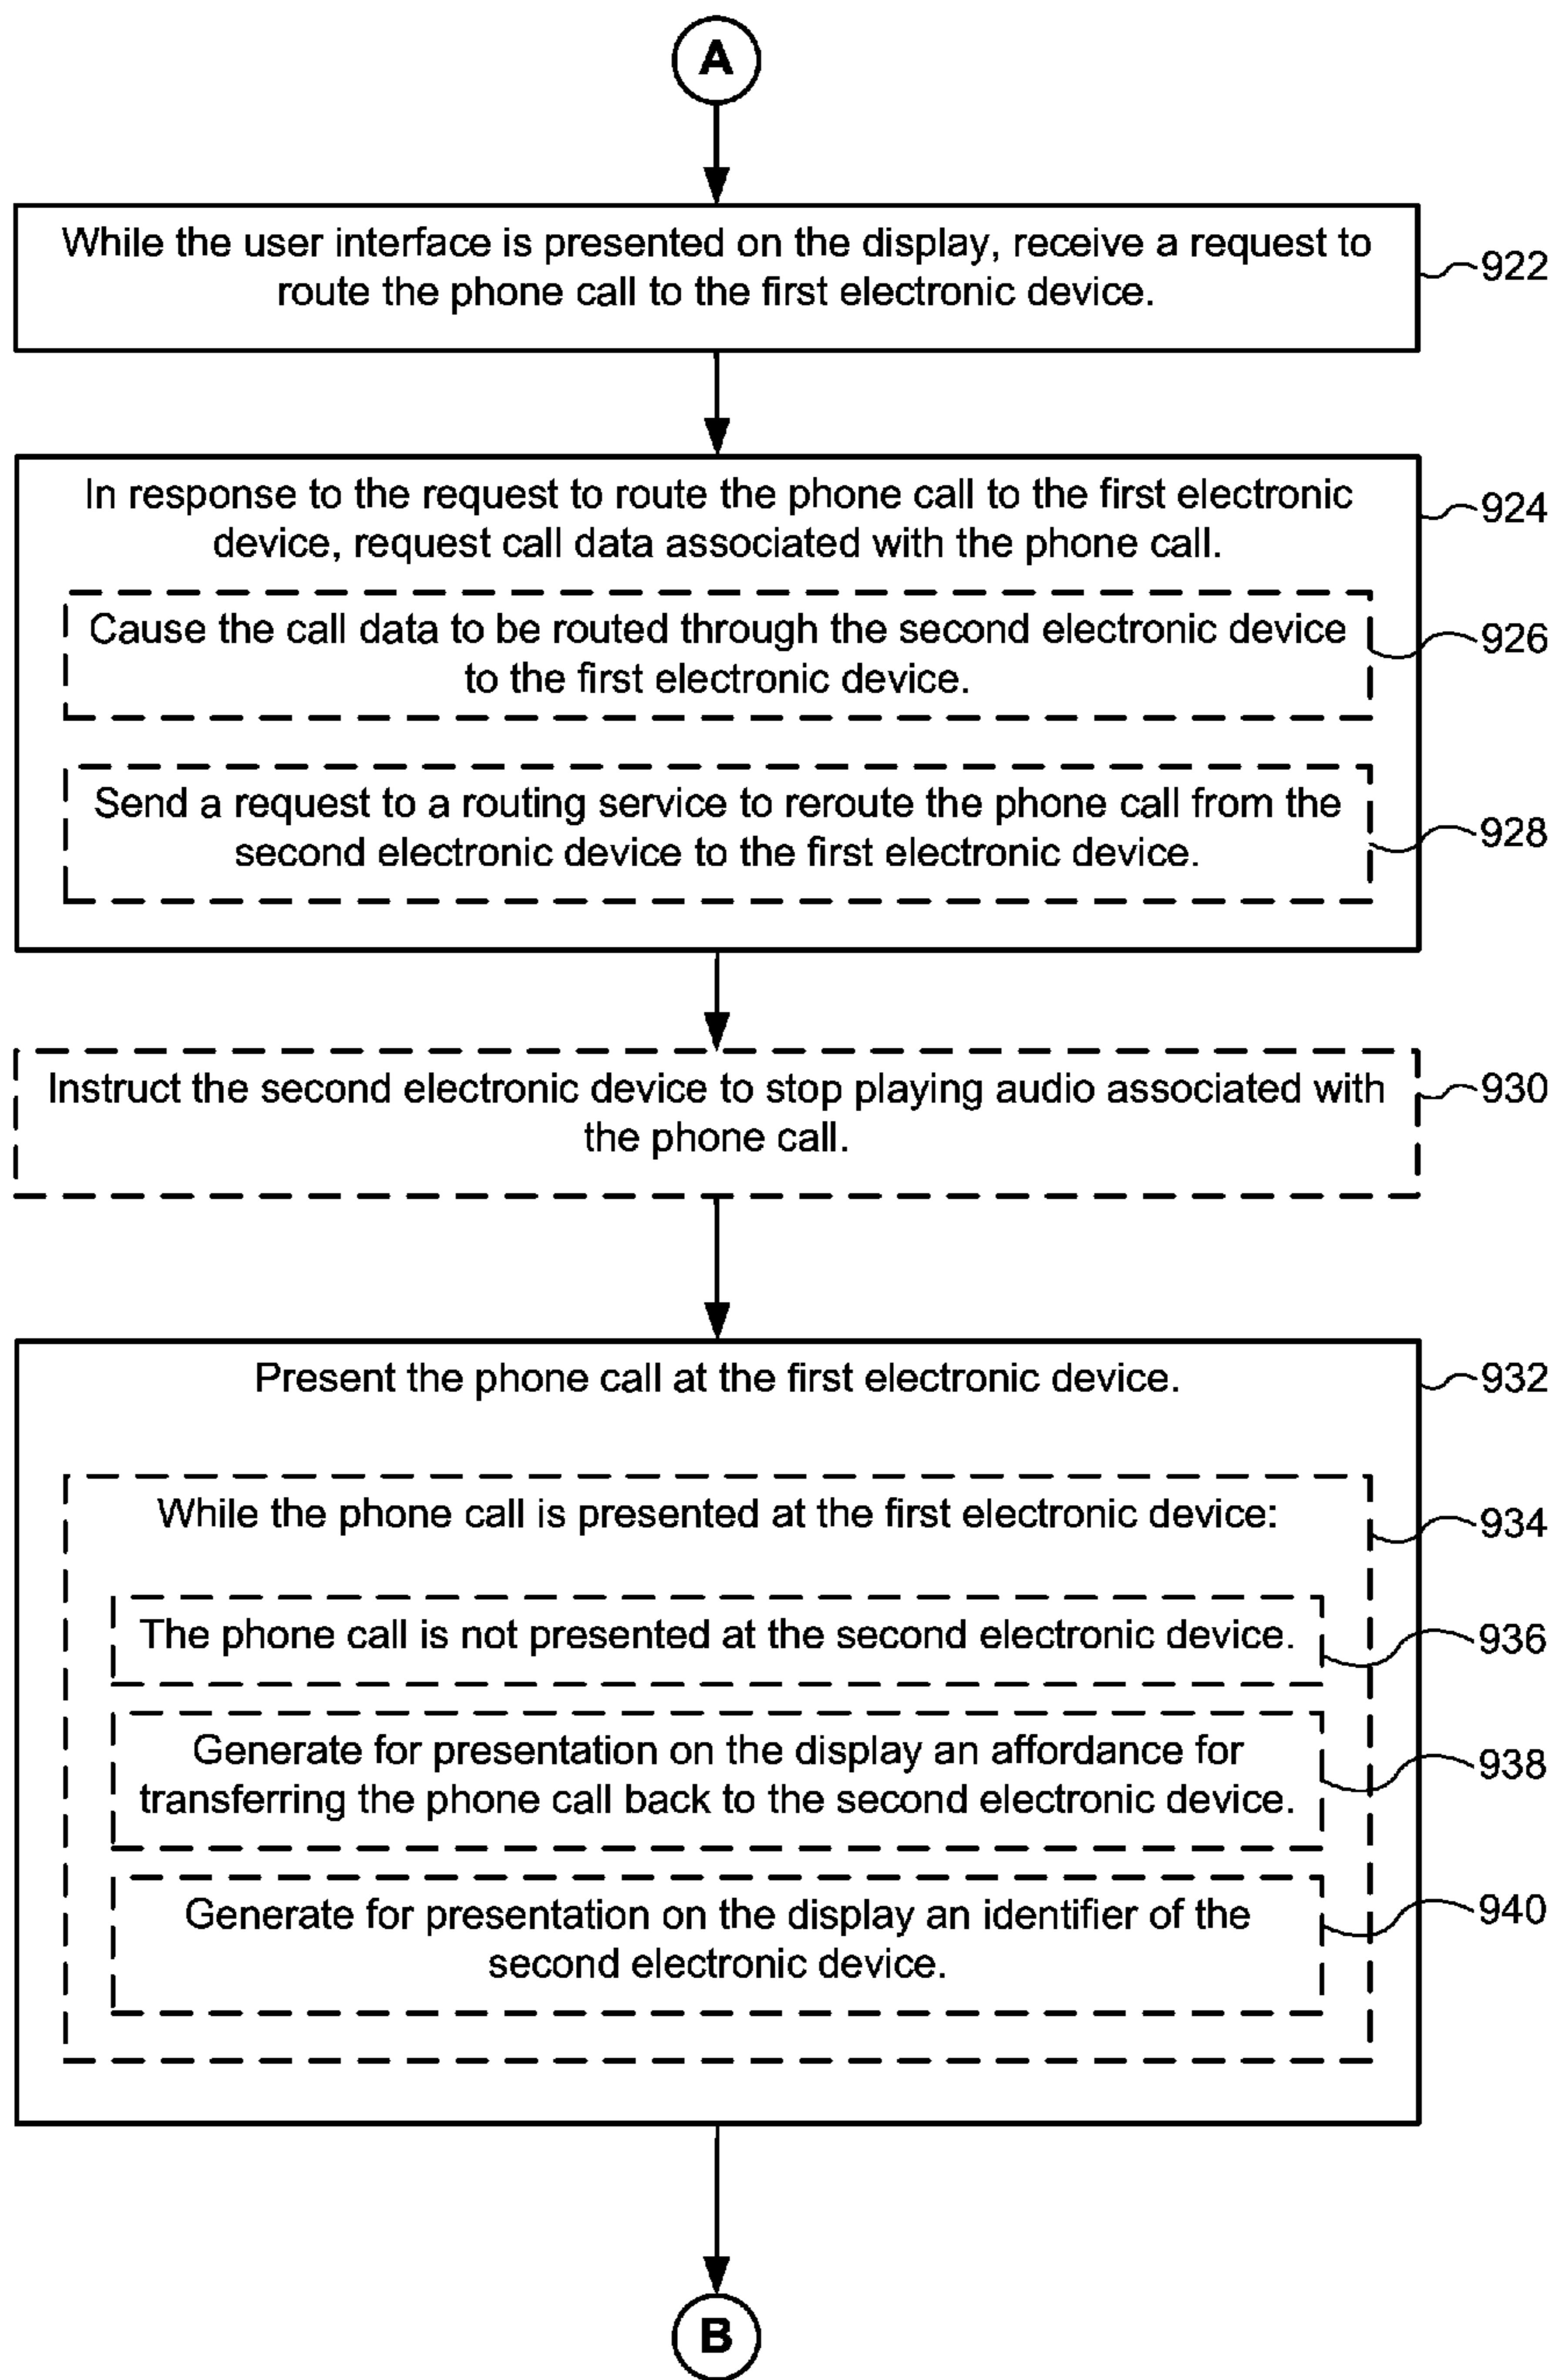 A
While the user interface is presented on the display, receive a request to
route the phone call to the first electronic device.
922
In response to the request to route the phone call to the first electronic
device, request call data associated with the phone call.
924
Cause the call data to be routed through the second electronic device
to the first electronic device.
926
Send a request to a routing service to reroute the phone call from the
second electronic device to the first electronic device.
928
Instruct the second electronic device to stop playing audio associated with
the phone call.
930
Present the phone call at the first electronic device.
932
While the phone call is presented at the first electronic device:
934
The phone call is not presented at the second electronic device.
936
Generate for presentation on the display an affordance for
transferring the phone call back to the second electronic device.
938
Generate for presentation on the display an identifier of the
second electronic device.
940
B